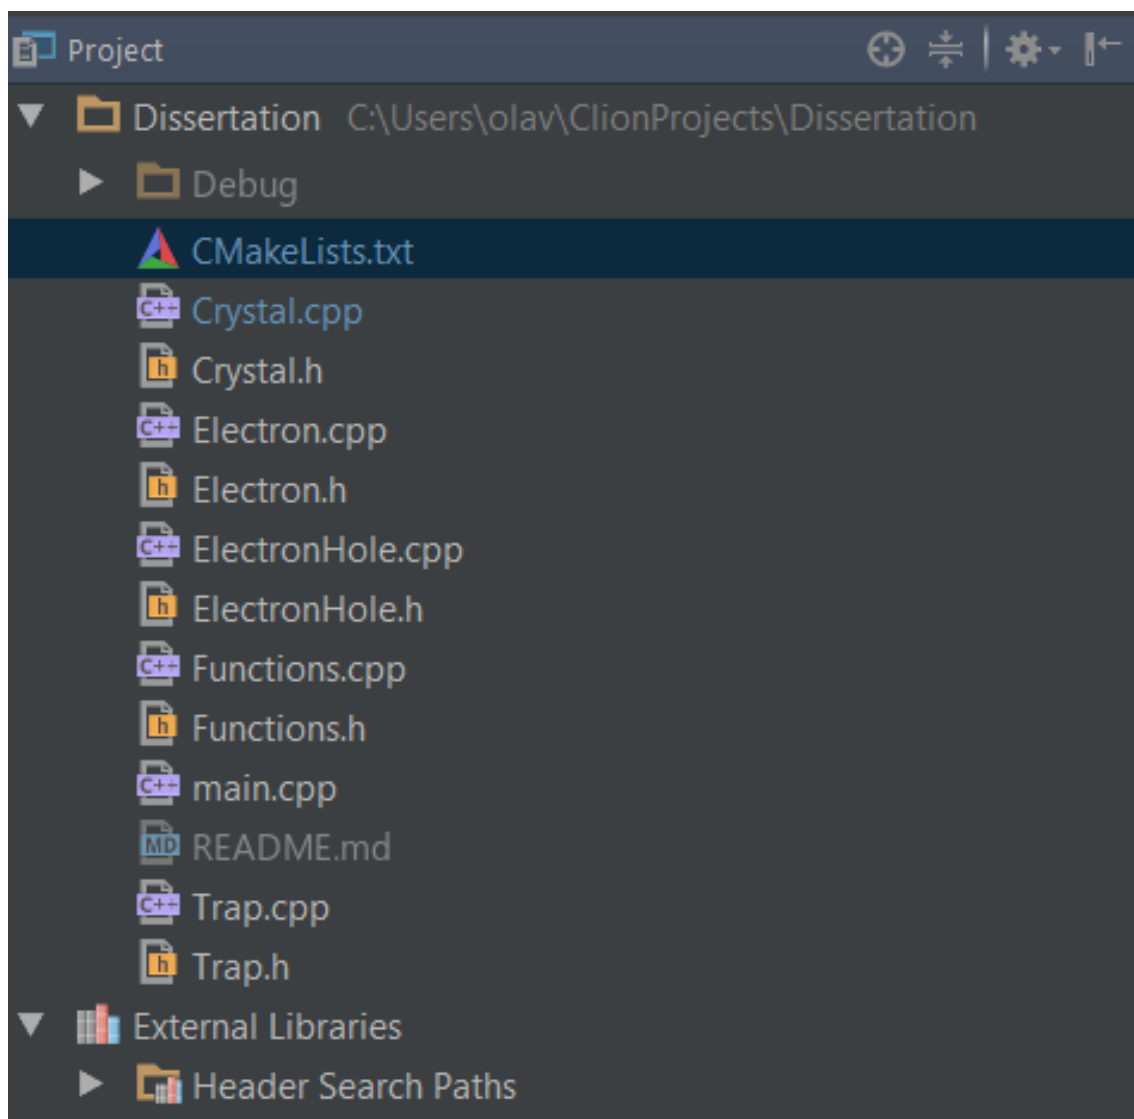 Project
Dissertation C:\Users\olav\ClionProjects\Dissertation
Debug
CMakeLists.txt
C++ Crystal.cpp
h Crystal.h
C++ Electron.cpp
h Electron.h
C++ ElectronHole.cpp
h ElectronHole.h
C++ Functions.cpp
h Functions.h
C++ main.cpp
MD README.md
C++ Trap.cpp
h Trap.h
External Libraries
Header Search Paths